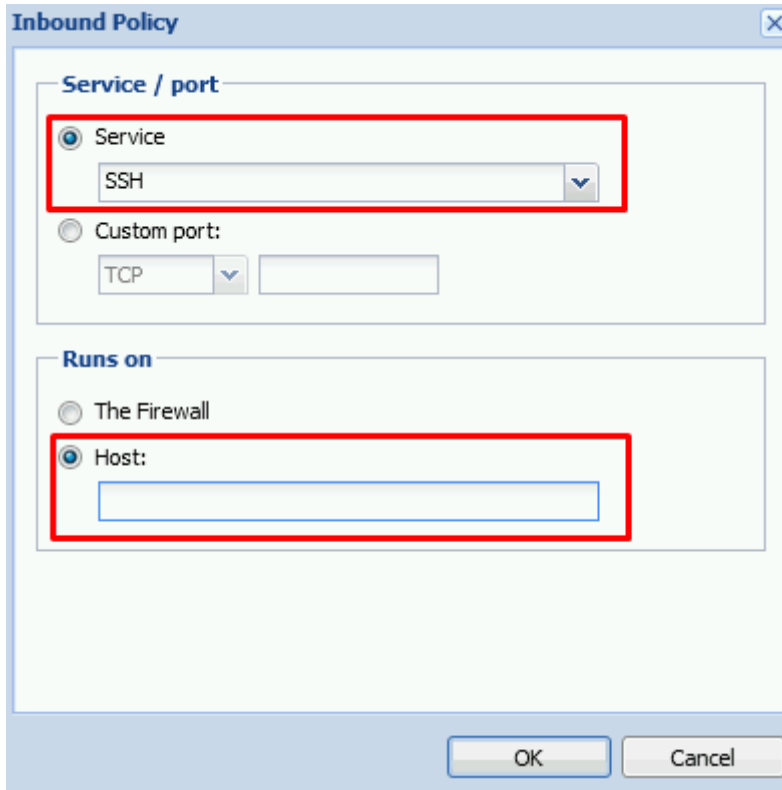 Inbound Policy
Service / port
Service
SSH
Custom port:
TCP
Runs on
The Firewall
Host:
OK Cancel